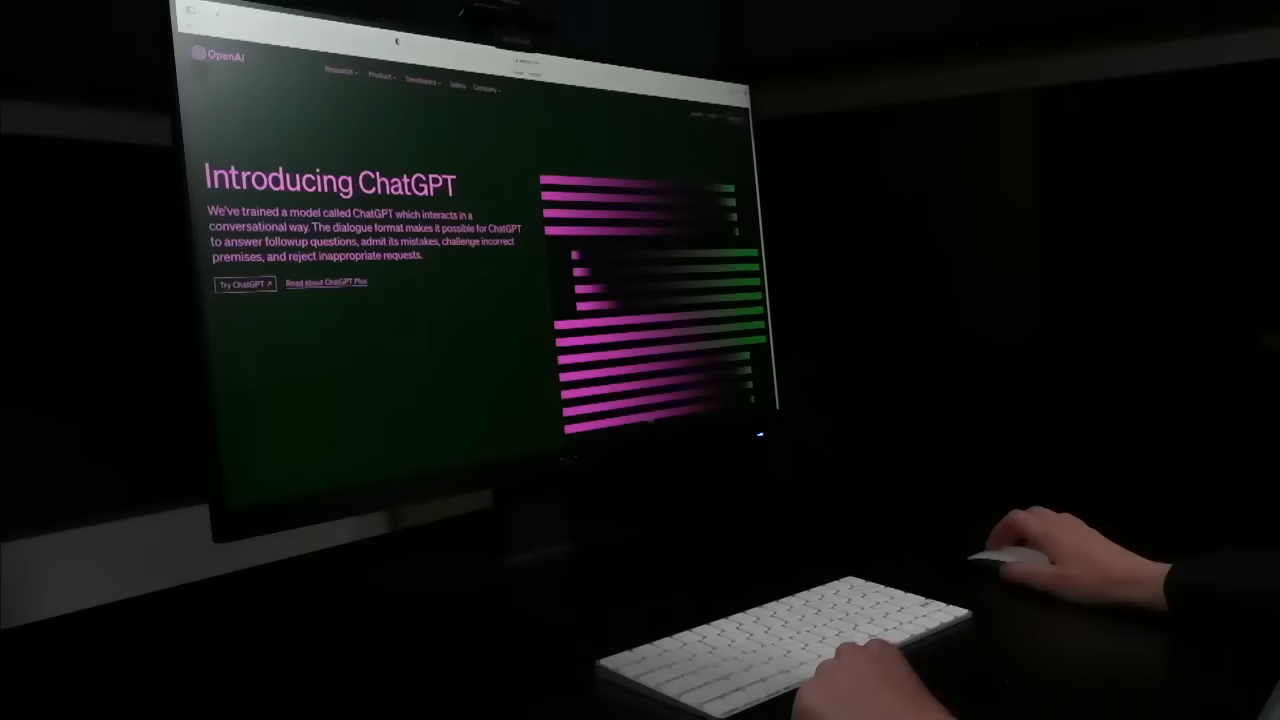 OpenAI
Research Product Developers Safety Company
Introducing ChatGPT
We've trained a model called ChatGPT which interacts in a
conversational way. The dialogue format makes it possible for ChatGPT
to answer followup questions, admit its mistakes, challenge incorrect
premises, and reject inappropriate requests.
Try ChatGPT ↗ Read about ChatGPT Plus